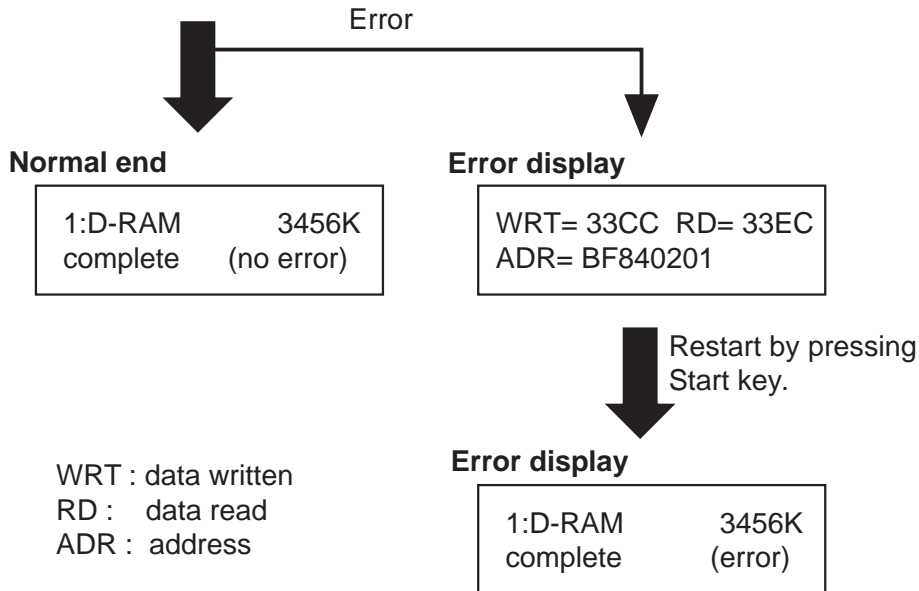 Error
Normal end
1:D-RAM 3456K
complete (no error)
Error display
WRT= 33CC RD= 33EC
ADR= BF840201
Restart by pressing
Start key.
Error display
1:D-RAM 3456K
complete (error)
WRT : data written
RD : data read
ADR : address